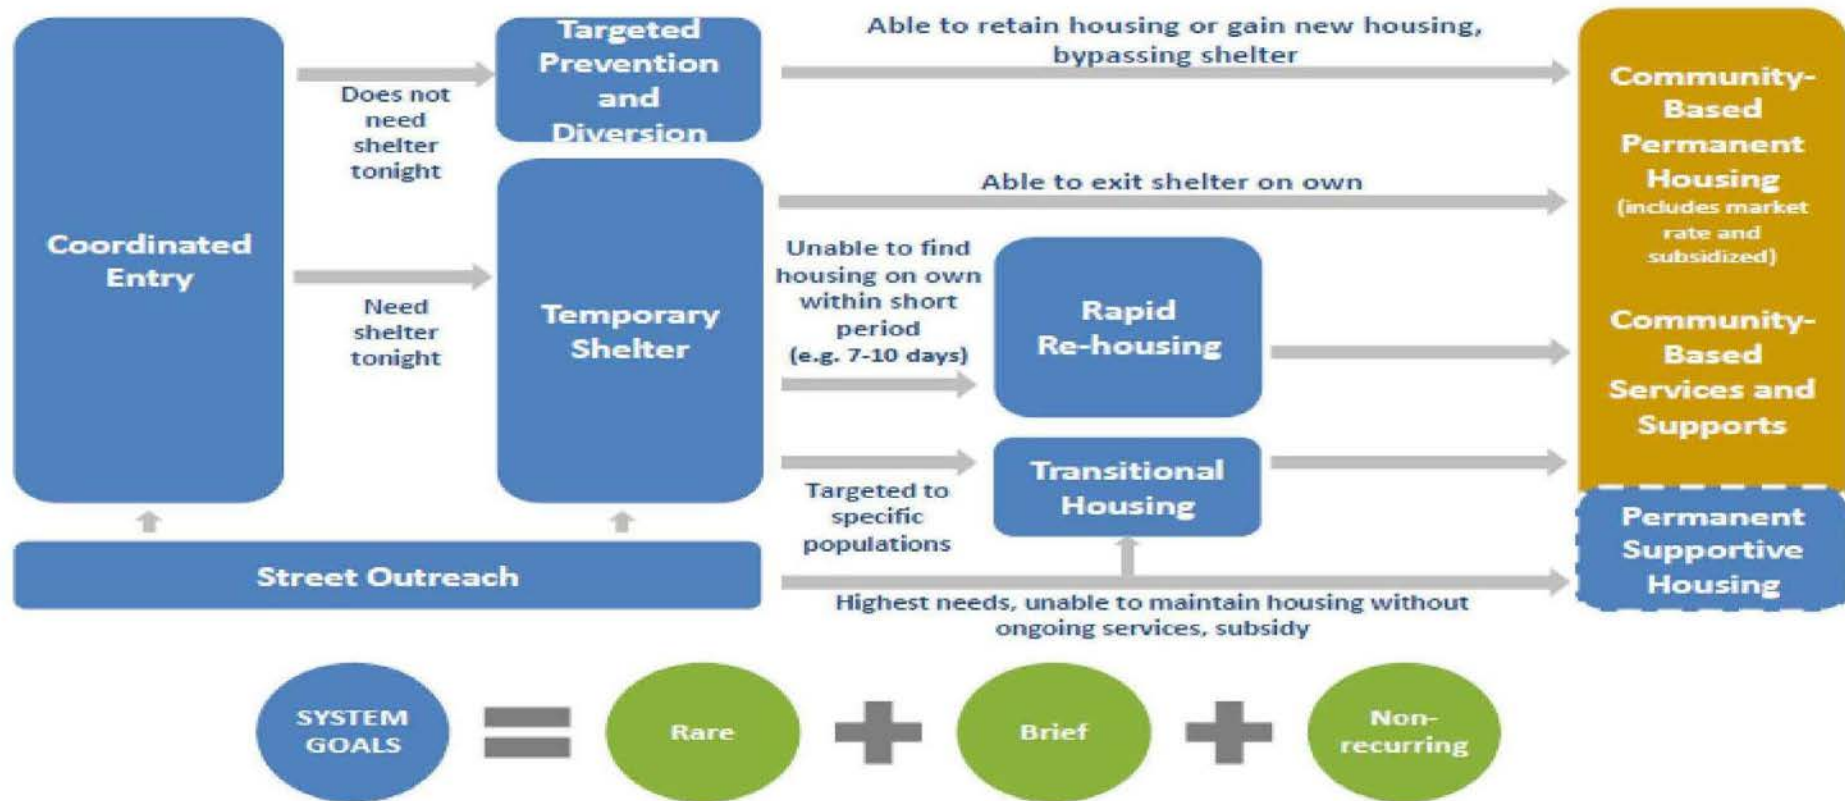 Coordinated
Entry
Does not
need
shelter
tonight
Need
shelter
tonight
Targeted
Prevention
and
Diversion
Temporary
Shelter
Street Outreach
Able to retain housing or gain new housing,
bypassing shelter
Able to exit shelter on own
Unable to find
housing on own
within short
period
(e.g. 7-10 days)
Rapid
Re-housing
Targeted to
specific
populations
Transitional
Housing
Highest needs, unable to maintain housing without
ongoing services, subsidy
Community-
Based
Permanent
Housing
(includes market
rate and
subsidized)
Community-
Based
Services and
Supports
Permanent
Supportive
Housing
SYSTEM
GOALS
=
Rare
+
Brief
+
Non-
recurring